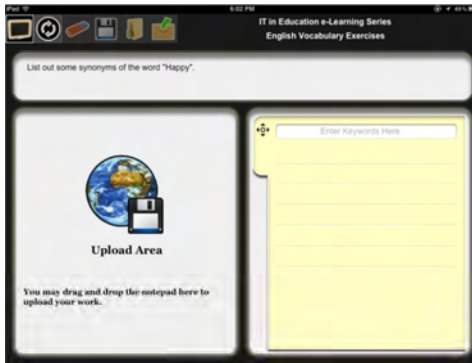 iPad
6:02 PM
IT in Education e-Learning Series
English Vocabulary Exercises
List out some synonyms of the word "Happy".
Enter Keywords Here
Upload Area
You may drag and drop the notepad here to
upload your work.